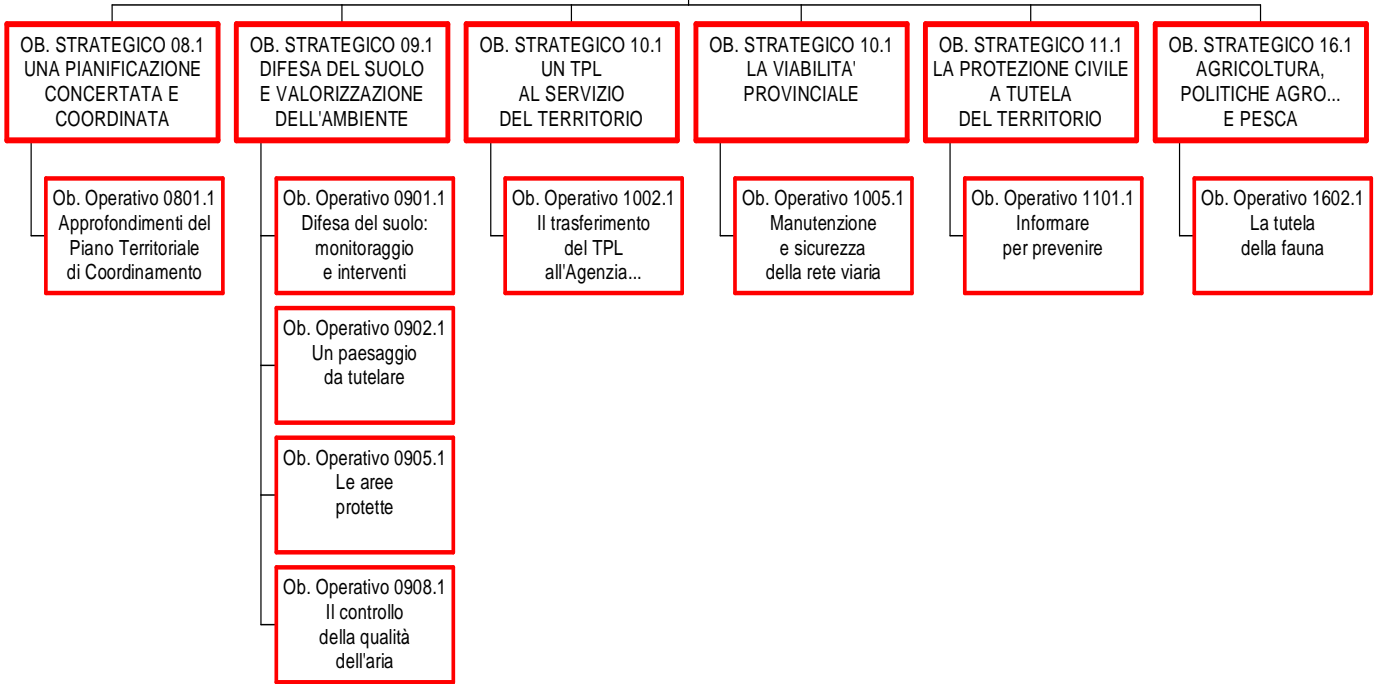 OB. STRATEGICO 08.1
UNA PIANIFICAZIONE
CONCERTATA E
COORDINATA
OB. STRATEGICO 09.1
DIFESA DEL SUOLO
E VALORIZZAZIONE
DELL'AMBIENTE
OB. STRATEGICO 10.1
UN TPL
AL SERVIZIO
DEL TERRITORIO
OB. STRATEGICO 10.1
LA VIABILITA'
PROVINCIALE
OB. STRATEGICO 11.1
LA PROTEZIONE CIVILE
A TUTELA
DEL TERRITORIO
OB. STRATEGICO 16.1
AGRICOLTURA,
POLITICHE AGRO...
E PESCA
Ob. Operativo 0801.1
Approfondimenti del
Piano Territoriale
di Coordinamento
Ob. Operativo 0901.1
Difesa del suolo:
monitoraggio
e interventi
Ob. Operativo 1002.1
Il trasferimento
del TPL
all'Agenzia...
Ob. Operativo 1005.1
Manutenzione
e sicurezza
della rete viaria
Ob. Operativo 1101.1
Informare
per prevenire
Ob. Operativo 1602.1
La tutela
della fauna
Ob. Operativo 0902.1
Un paesaggio
da tutelare
Ob. Operativo 0905.1
Le aree
protette
Ob. Operativo 0908.1
Il controllo
della qualità
dell'aria